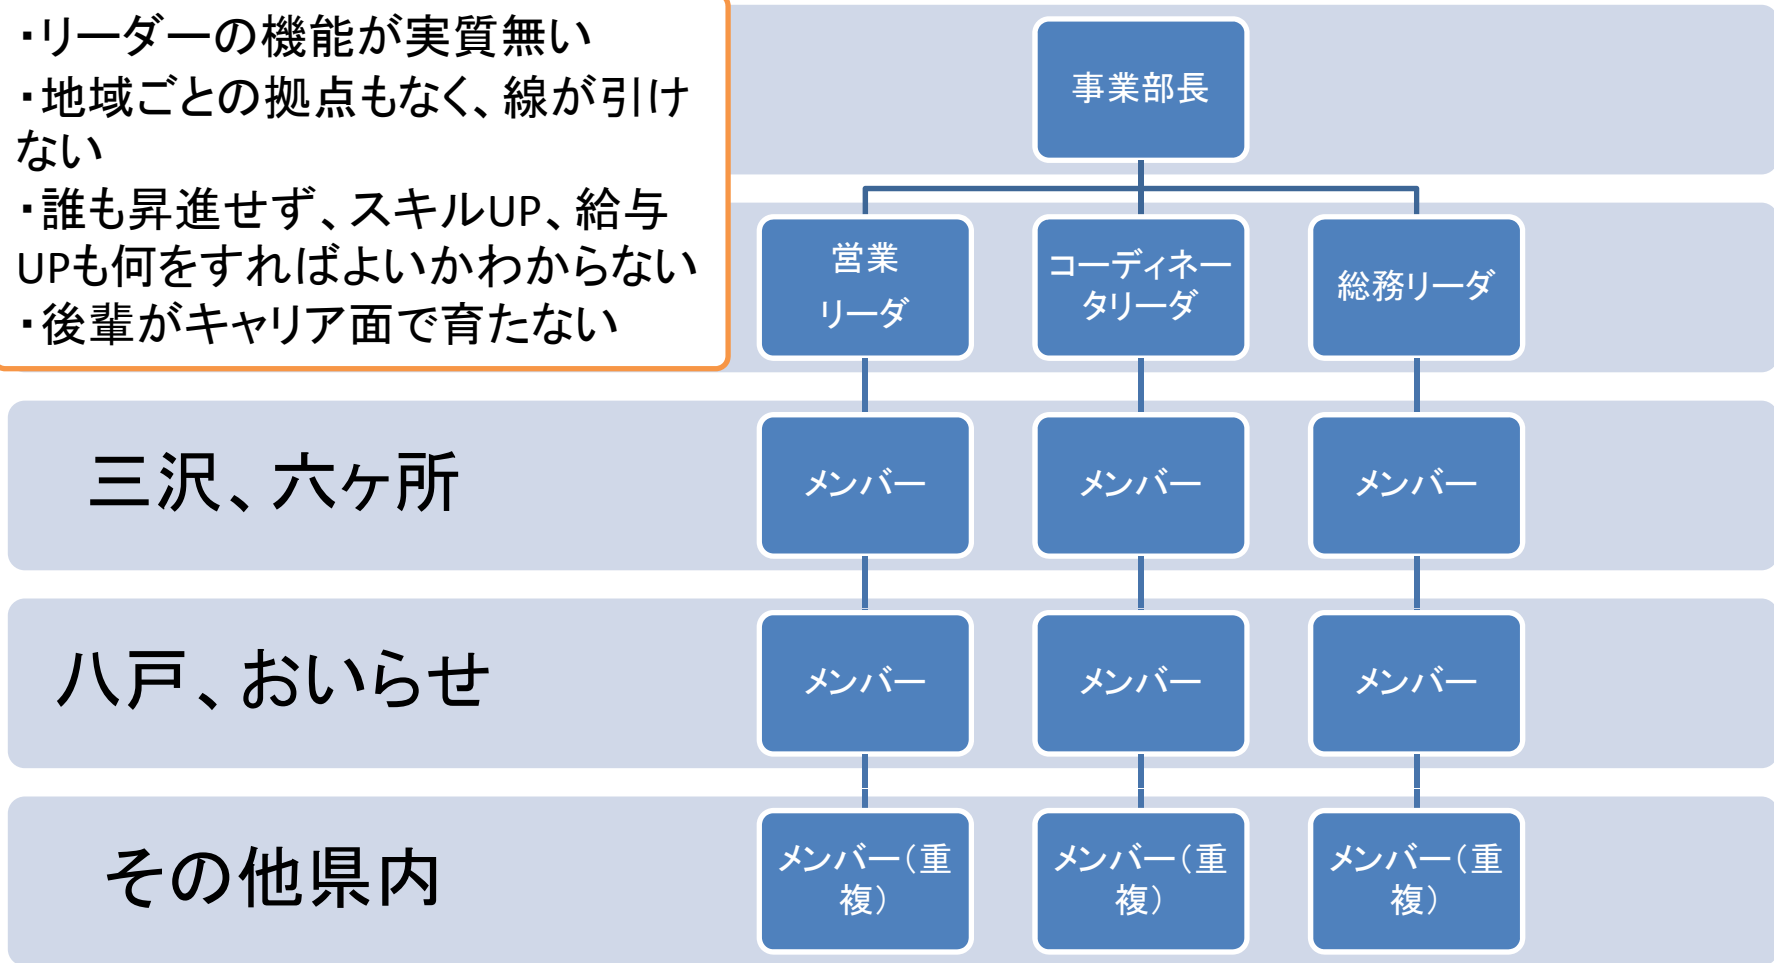 ・リーダーの機能が実質無い
・地域ごとの拠点もなく、線が引け
ない
・誰も昇進せず、スキルUP、給与
UPも何をすればよいかわからない
・後輩がキャリア面で育たない
事業部長
営業
リーダ
コーディネー
タリーダ
総務リーダ
三沢、六ヶ所
メンバー
メンバー
メンバー
八戸、おいらせ
メンバー
メンバー
メンバー
その他県内
メンバー（重
複）
メンバー（重
複）
メンバー（重
複）